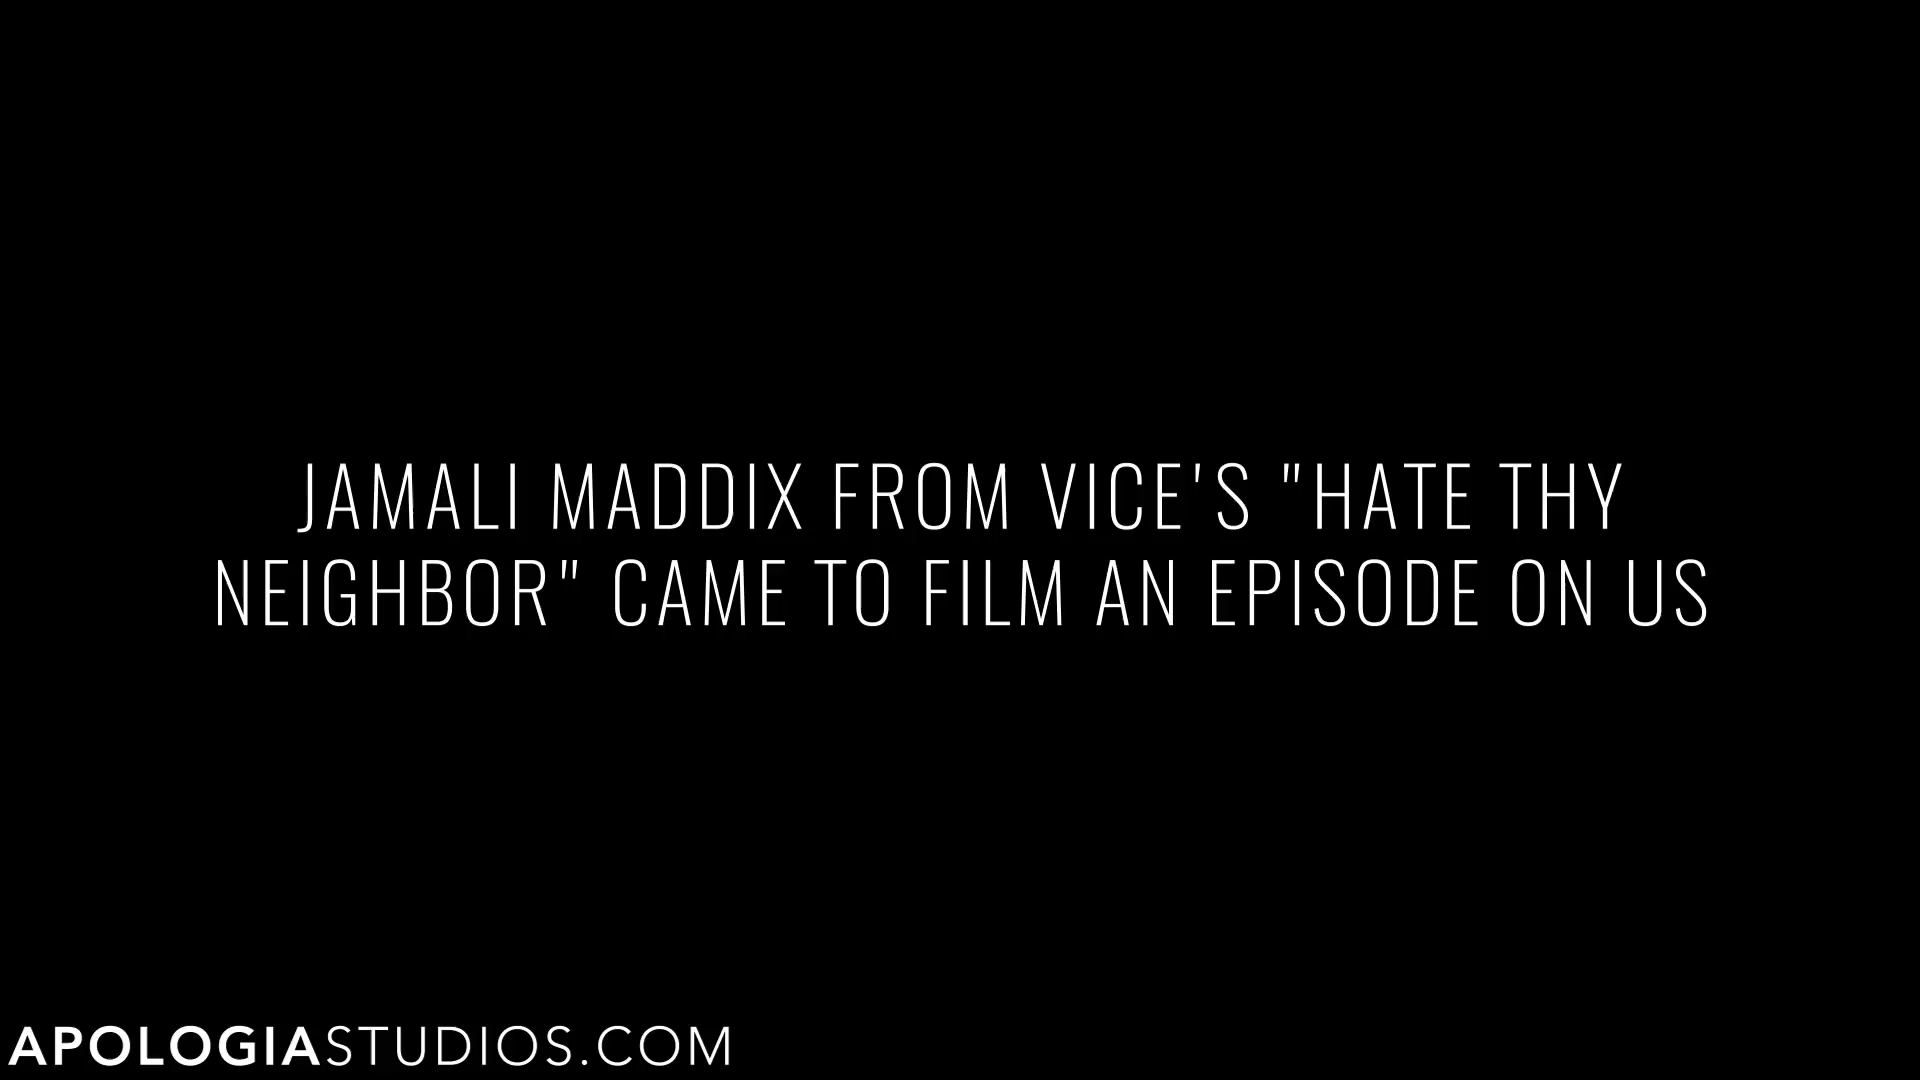 JAMALI MADDIX FROM VICE'S "HATE THY
NEIGHBOR" CAME TO FILM AN EPISODE ON US
APOLOGIASTUDIOS.COM